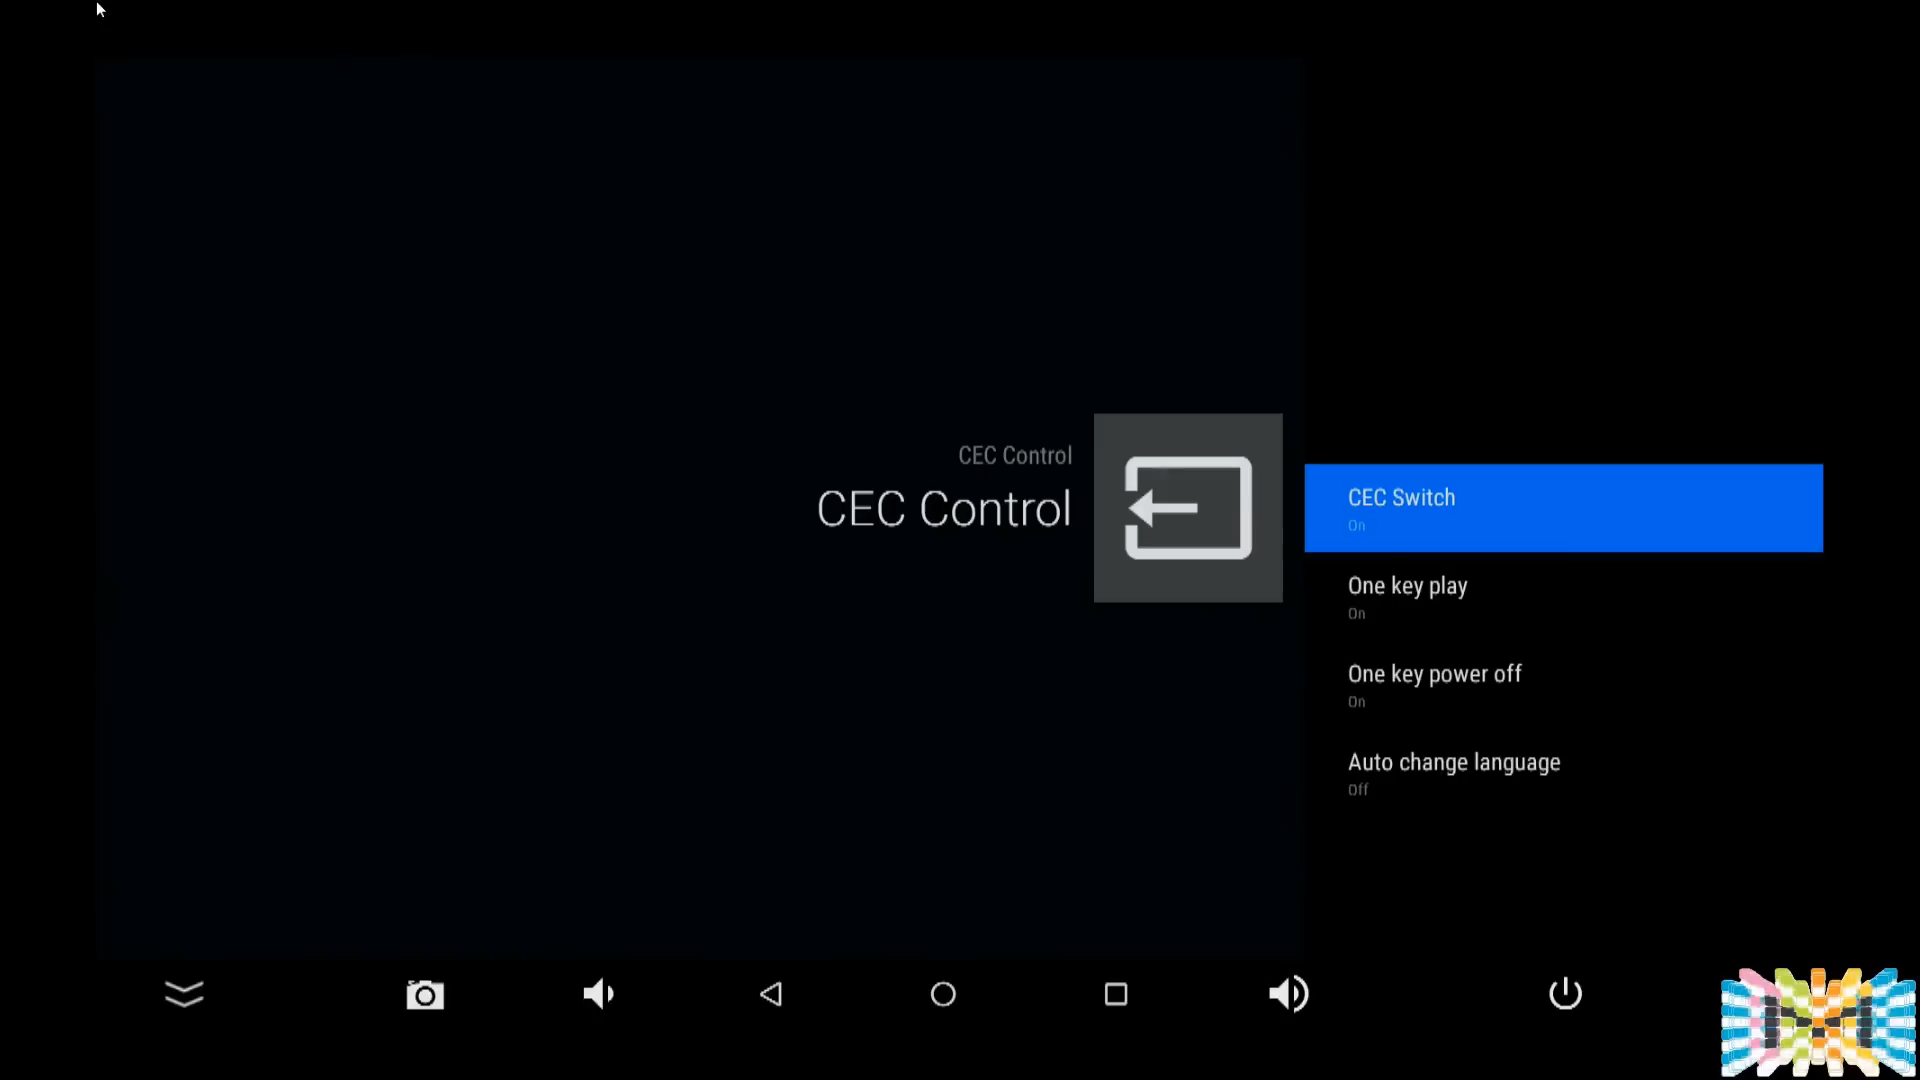 CEC Control
CEC Control
CEC Switch
On
One key play
On
One key power off
On
Auto change language
Off